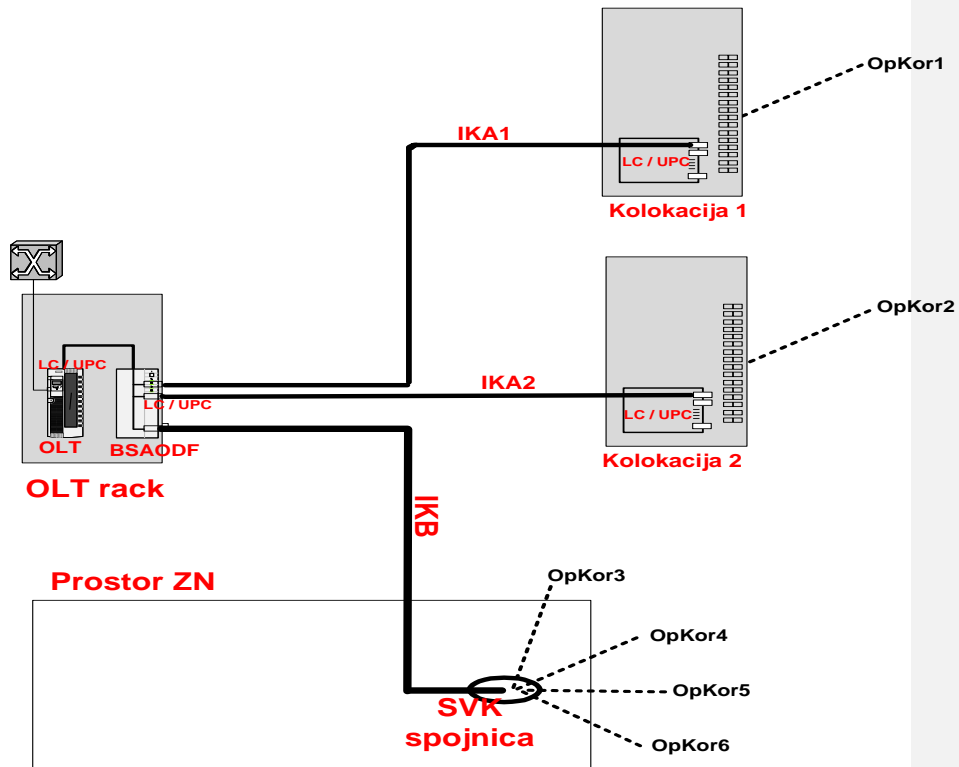 OpKor1
IKA1
LC / UPC
Kolokacija 1
OpKor2
LC / UPC
IKA2
LC / UPC
LC / UPC
OLT
BSAODF
Kolokacija 2
OLT rack
IKB
Prostor ZN
OpKor3
OpKor4
OpKor5
SVK
spojnica
OpKor6